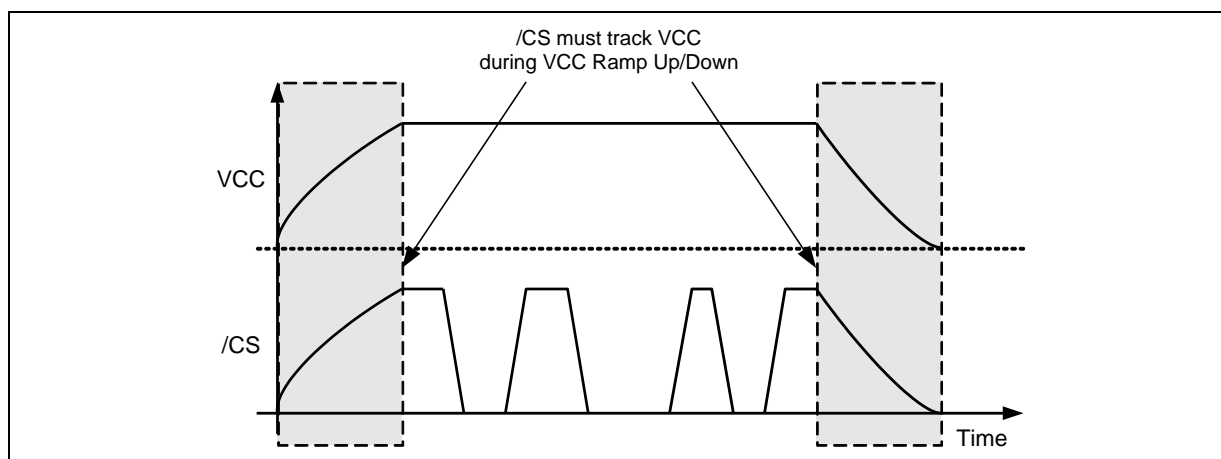 /CS must track VCC
during VCC Ramp Up/Down
VCC
/CS
Time